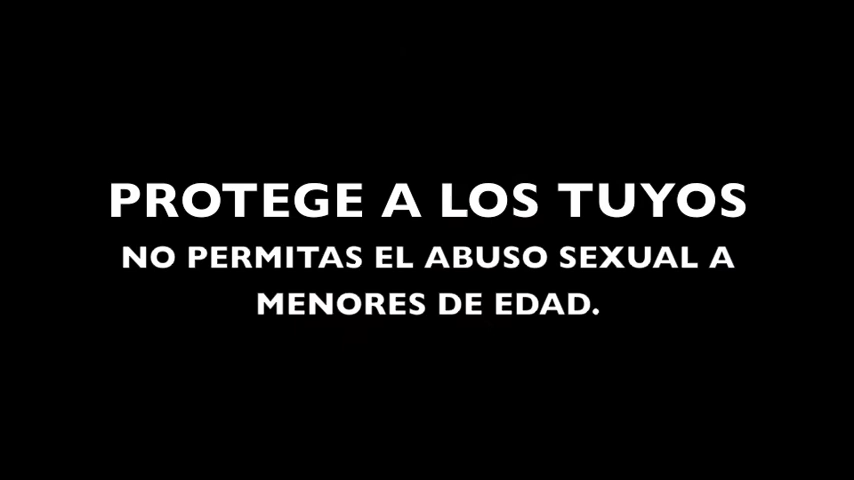 PROTEGE A LOS TUYOS
NO PERMITAS EL ABUSO SEXUAL A
MENORES DE EDAD.